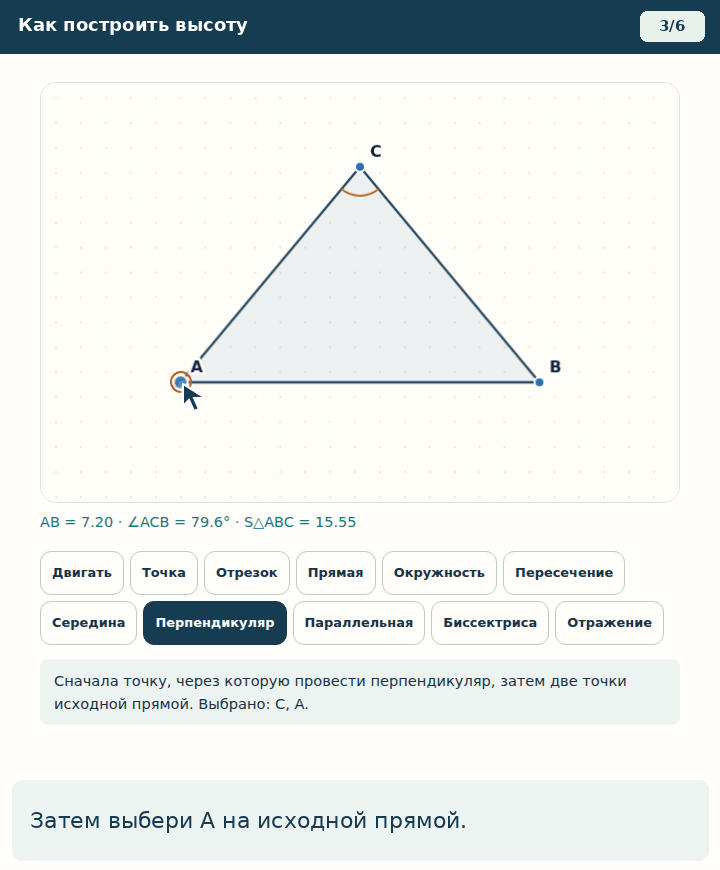 Как построить высоту
3/6
C
A
B
AB = 7.20 · ∠ACB = 79.6° · S△ABC = 15.55
Двигать Точка Отрезок Прямая Окружность Пересечение
Середина Перпендикуляр Параллельная Биссектриса Отражение
Сначала точку, через которую провести перпендикуляр, затем две точки
исходной прямой. Выбрано: C, A.
Затем выбери A на исходной прямой.